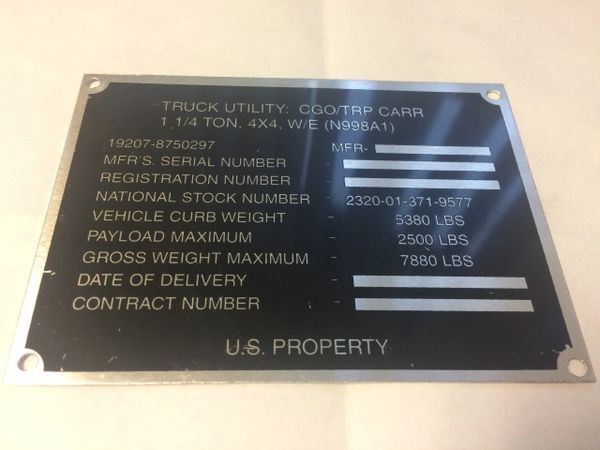 TRUCK UTILITY: CGO/TRP CARR
1 1/4 TON, 4X4, W/E (N998A1)
19207-8750297 MFR-
MFR'S. SERIAL NUMBER -
REGISTRATION NUMBER -
NATIONAL STOCK NUMBER - 2320-01-371-9577
VEHICLE CURB WEIGHT - 5380 LBS
PAYLOAD MAXIMUM - 2500 LBS
GROSS WEIGHT MAXIMUM - 7880 LBS
DATE OF DELIVERY -
CONTRACT NUMBER -
U.S. PROPERTY